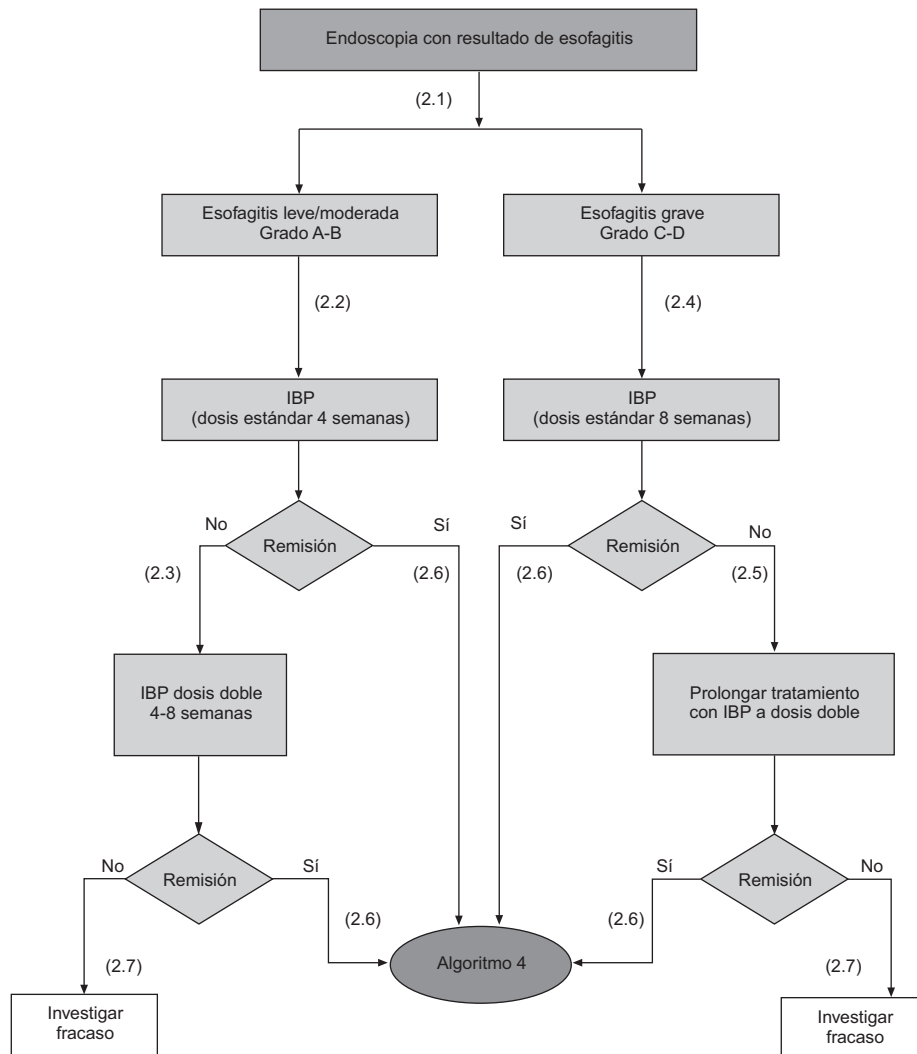 Endoscopia con resultado de esofagitis
(2.1)
Esofagitis leve/moderada
Grado A-B
Esofagitis grave
Grado C-D
(2.2)
(2.4)
IBP
(dosis estándar 4 semanas)
IBP
(dosis estándar 8 semanas)
No
Remisión
Sí
Sí
Remisión
No
(2.3)
(2.6)
(2.6)
(2.5)
IBP dosis doble
4-8 semanas
Prolongar tratamiento
con IBP a dosis doble
No
Remisión
Sí
Sí
Remisión
No
(2.6)
(2.6)
(2.7)
Algoritmo 4
(2.7)
Investigar
fracaso
Investigar
fracaso